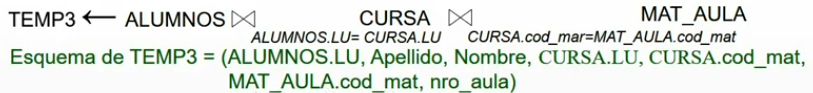 TEMP3 ← ALUMNOS ⋈ CURSA ⋈ MAT_AULA
ALUMNOS.LU= CURSA.LU CURSA.cod_mar=MAT_AULA.cod_mat
Esquema de TEMP3 = (ALUMNOS.LU, Apellido, Nombre, CURSA.LU, CURSA.cod_mat,
MAT_AULA.cod_mat, nro_aula)